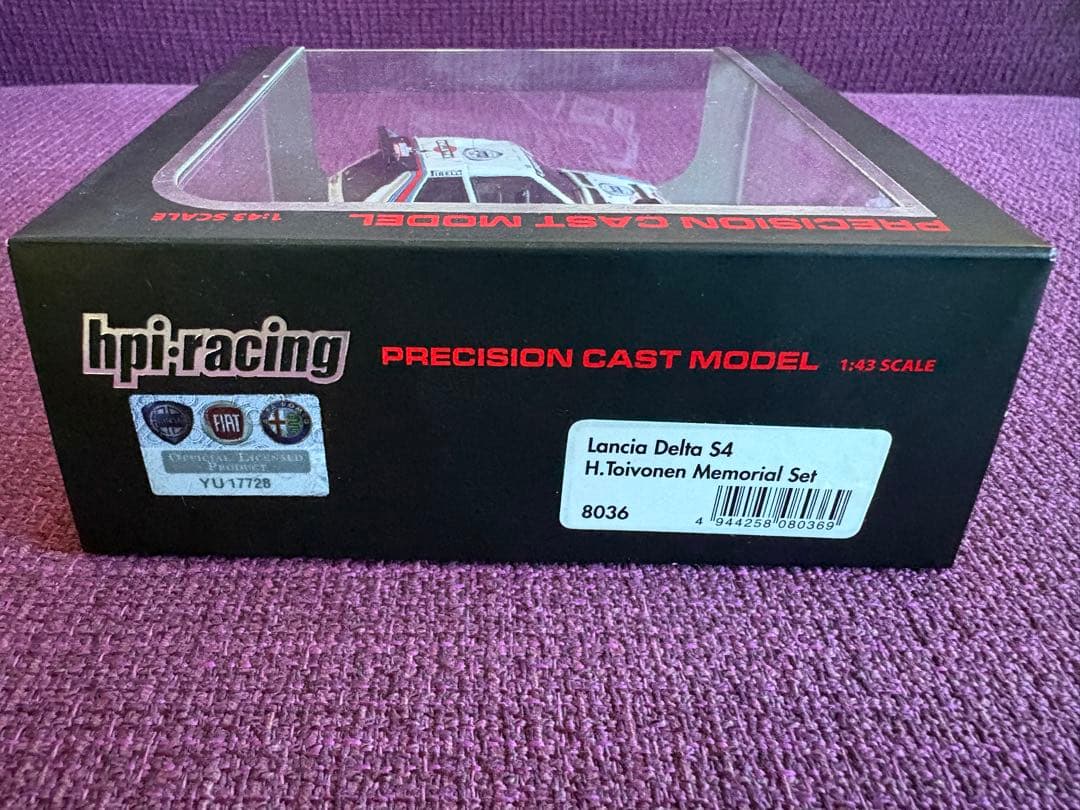 MARTINI
PIRELLI
PRECISION CAST MODEL 1:43 SCALE
hpi·racing
PRECISION CAST MODEL 1:43 SCALE
FIAT
OFFICIAL LICENSED
PRODUCT
YU 17728
Lancia Delta S4
H.Toivonen Memorial Set
8036
4 944258 080369